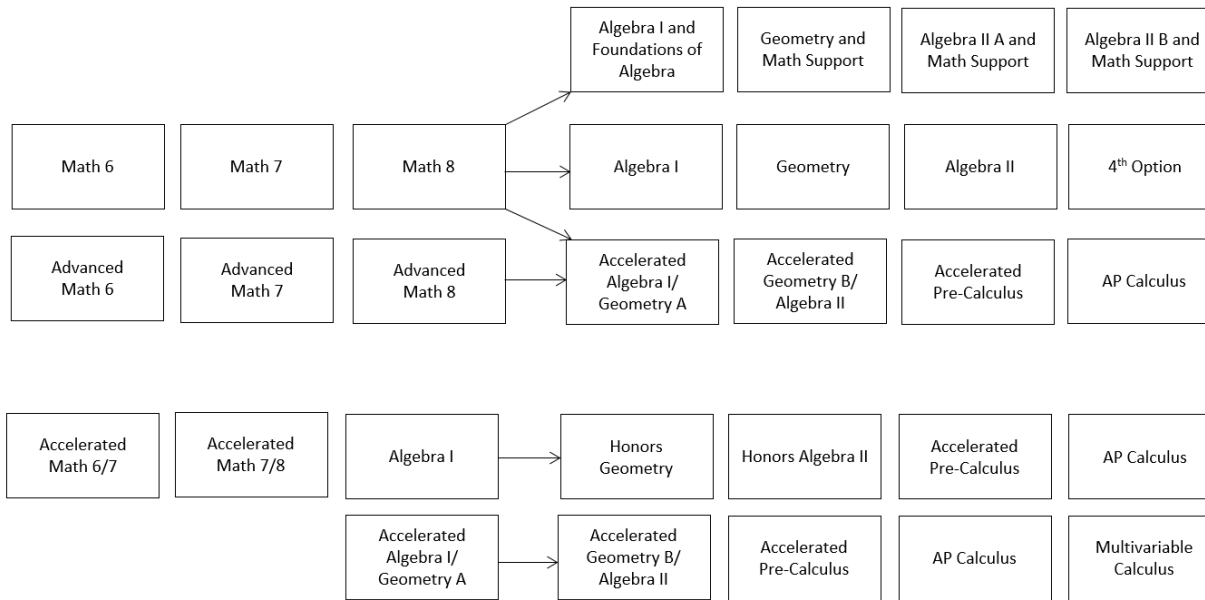 Algebra I and
Foundations of
Algebra
Geometry and
Math Support
Algebra II A and
Math Support
Algebra II B and
Math Support
Math 6
Math 7
Math 8
Algebra I
Geometry
Algebra II
4th Option
Advanced
Math 6
Advanced
Math 7
Advanced
Math 8
Accelerated
Algebra I/
Geometry A
Accelerated
Geometry B/
Algebra II
Accelerated
Pre-Calculus
AP Calculus
Accelerated
Math 6/7
Accelerated
Math 7/8
Algebra I
Honors
Geometry
Honors Algebra II
Accelerated
Pre-Calculus
AP Calculus
Accelerated
Algebra I/
Geometry A
Accelerated
Geometry B/
Algebra II
Accelerated
Pre-Calculus
AP Calculus
Multivariable
Calculus